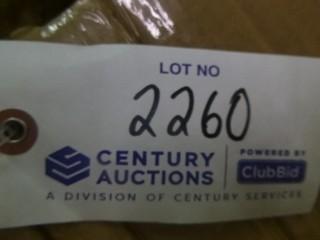 LOT NO
2260
CENTURY AUCTIONS
POWERED BY
ClubBid
A DIVISION OF CENTURY SERVICES